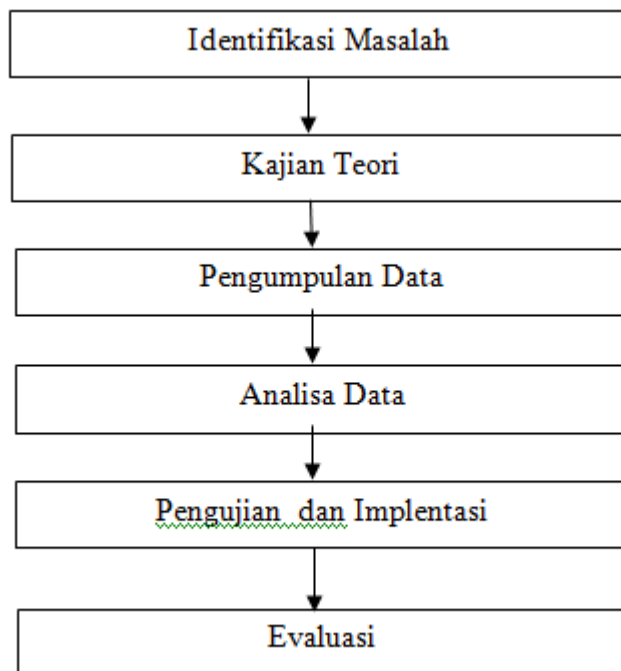 Identifikasi Masalah
Kajian Teori
Pengumpulan Data
Analisa Data
Pengujian  dan Implentasi
Evaluasi